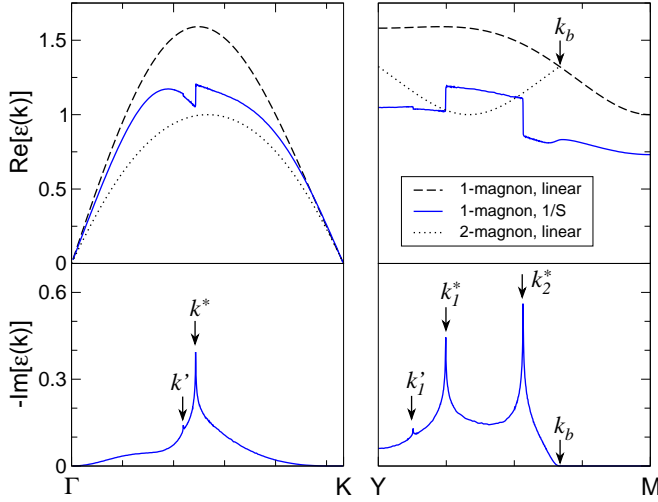 Re[ε(k)]
1.5
1
0.5
0
k_b
1-magnon, linear
1-magnon, 1/S
2-magnon, linear
-Im[ε(k)]
0.6
0.3
0
k*
k'
k_1^*
k_2^*
k_1'
k_b
Γ K Y M